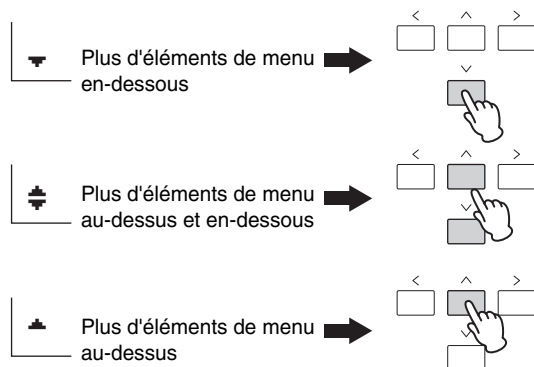 Plus d'éléments de menu
en-dessous
Plus d'éléments de menu
au-dessus et en-dessous
Plus d'éléments de menu
au-dessus